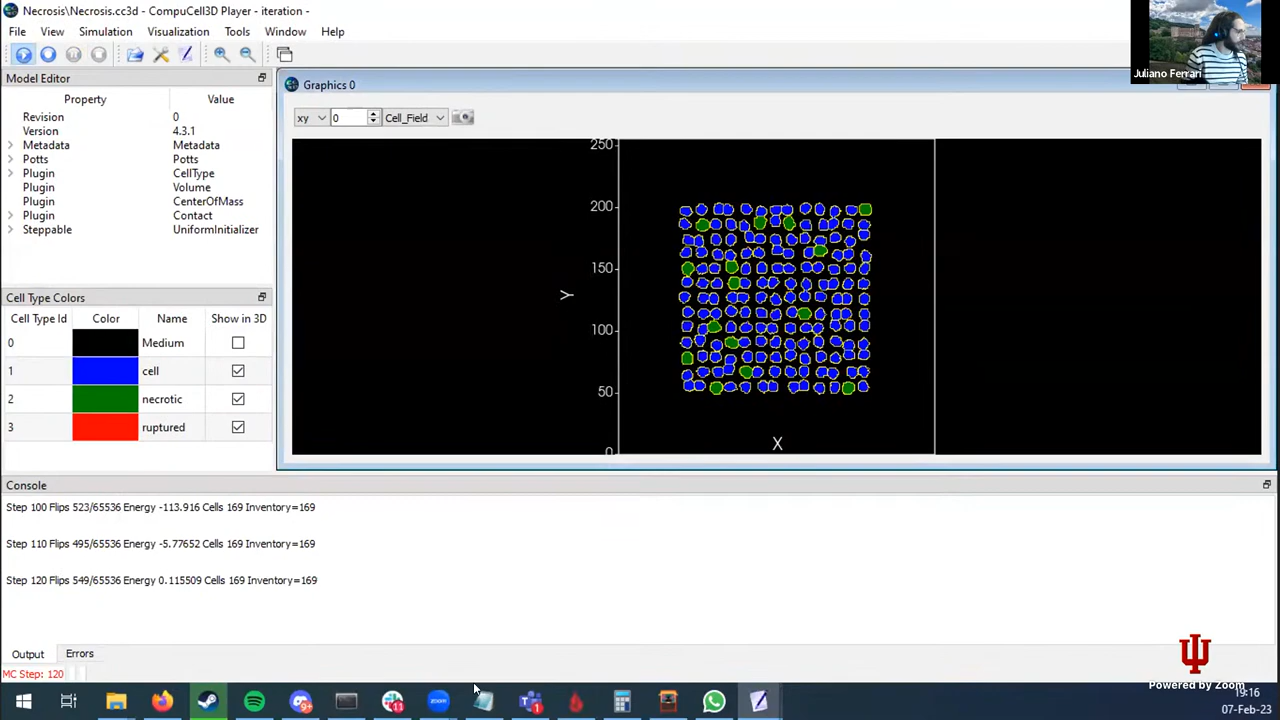 Necrosis\Necrosis.cc3d - CompuCell3D Player - iteration -
File View Simulation Visualization Tools Window Help
Juliano Ferrari
Model Editor
Property Value
Revision 0
Version 4.3.1
Metadata Metadata
Potts Potts
Plugin CellType
Plugin Volume
Plugin CenterOfMass
Plugin Contact
Steppable UniformInitializer
Graphics 0
xy 0 Cell_Field
250
200
150
100
50
0
Y
X
Cell Type Colors
Cell Type Id Color Name Show in 3D
0 Medium
1 cell
2 necrotic
3 ruptured
Console
Step 100 Flips 523/65536 Energy -113.916 Cells 169 Inventory=169
Step 110 Flips 495/65536 Energy -5.77652 Cells 169 Inventory=169
Step 120 Flips 549/65536 Energy 0.115509 Cells 169 Inventory=169
Output Errors
MC Step: 120
Powered by Zoom
zoom
9+
11
1
19:16
07-Feb-23